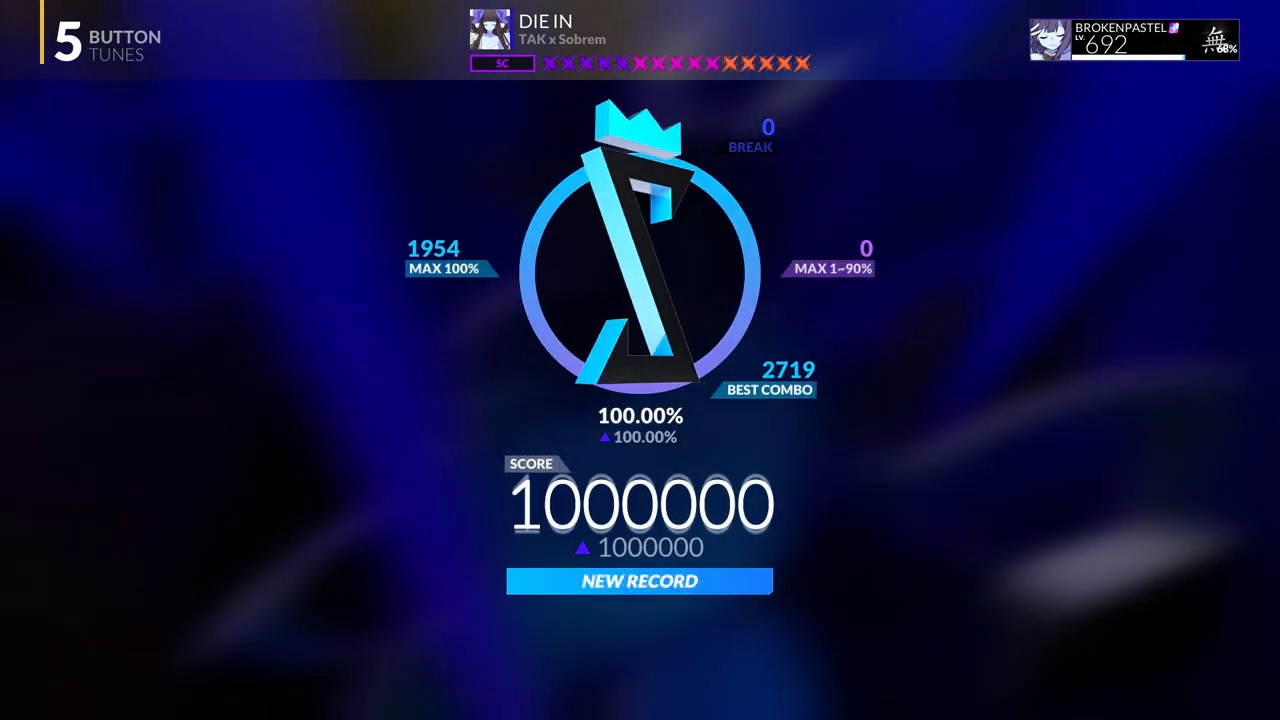 5 BUTTON
TUNES
DIE IN
TAK x Sobrem
SC
BROKENPASTEL
LV. 692
無
68%
0
BREAK
S
1954
MAX 100%
0
MAX 1~90%
2719
BEST COMBO
100.00%
▲ 100.00%
SCORE
1000000
▲ 1000000
NEW RECORD